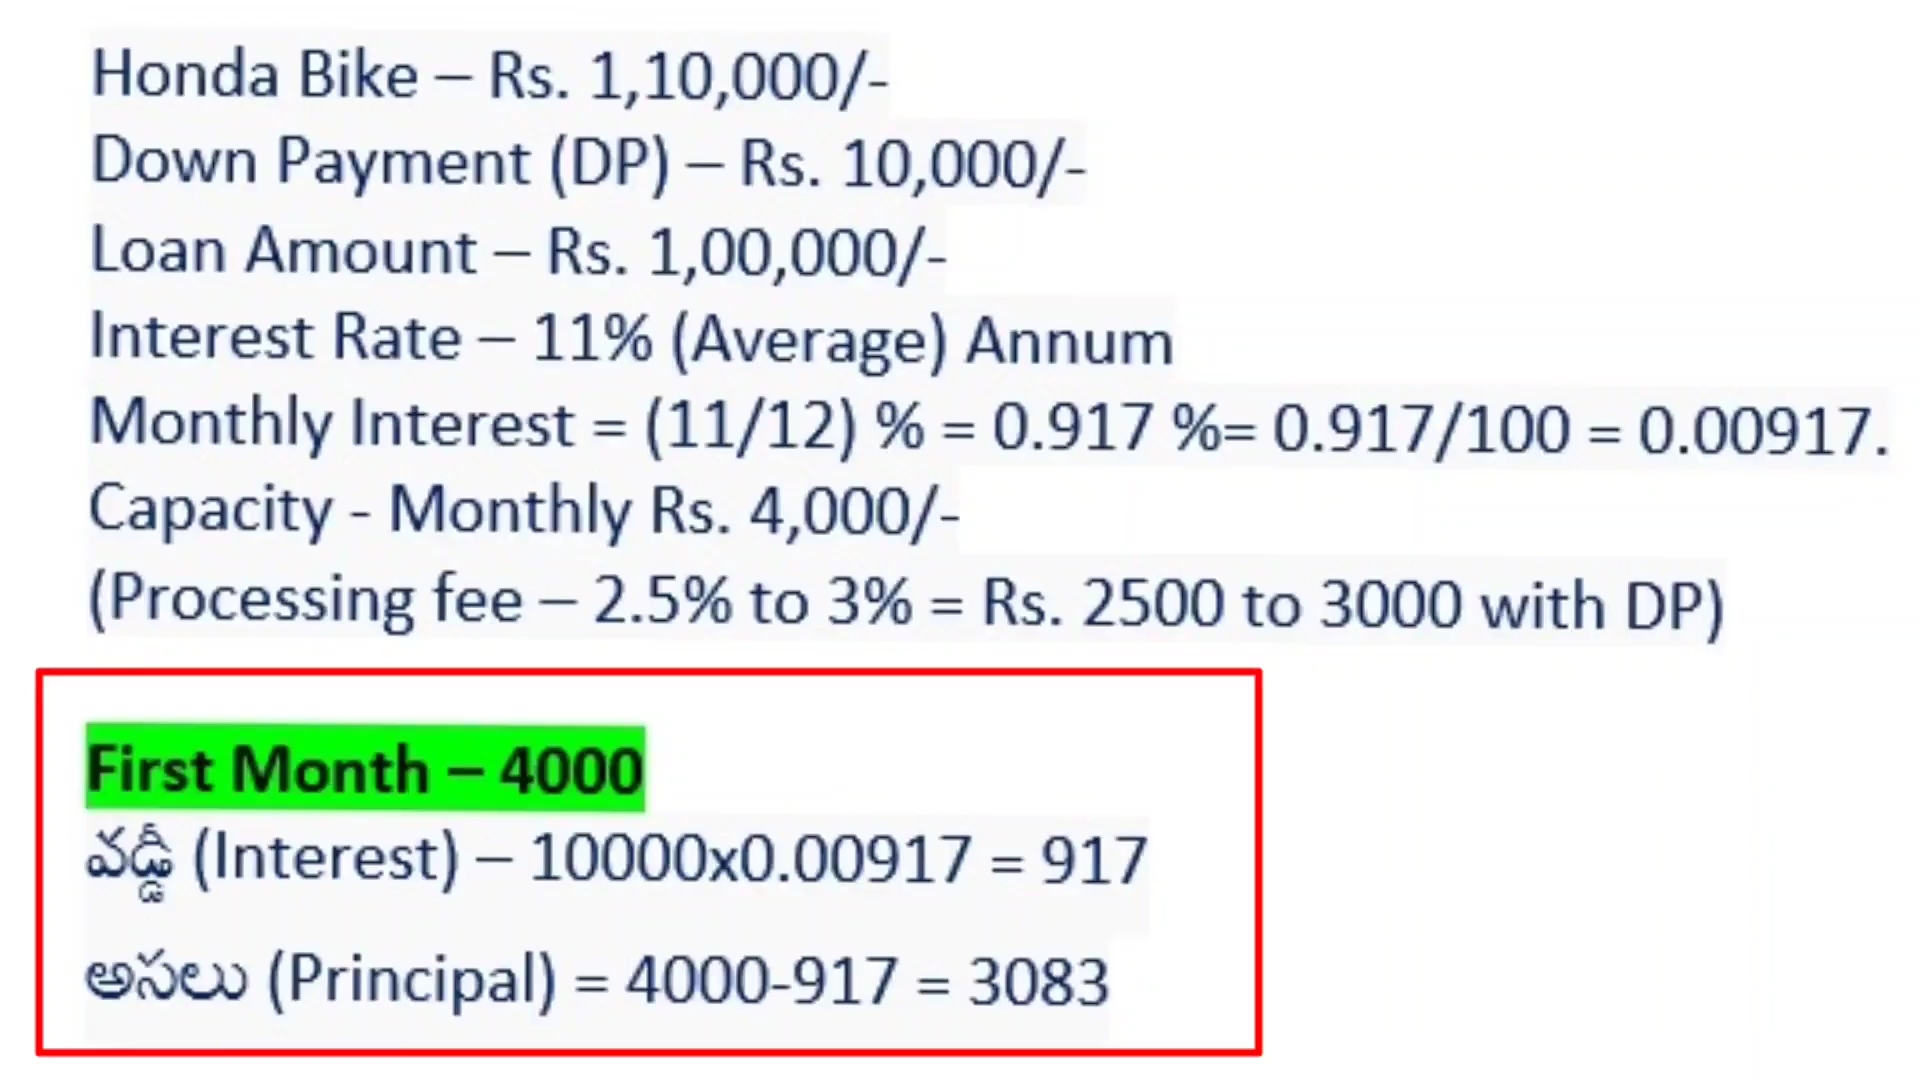 Honda Bike – Rs. 1,10,000/-
Down Payment (DP) – Rs. 10,000/-
Loan Amount – Rs. 1,00,000/-
Interest Rate – 11% (Average) Annum
Monthly Interest = (11/12) % = 0.917 %= 0.917/100 = 0.00917.
Capacity - Monthly Rs. 4,000/-
(Processing fee – 2.5% to 3% = Rs. 2500 to 3000 with DP)
First Month – 4000
వడ్డీ (Interest) – 10000x0.00917 = 917
అసలు (Principal) = 4000-917 = 3083